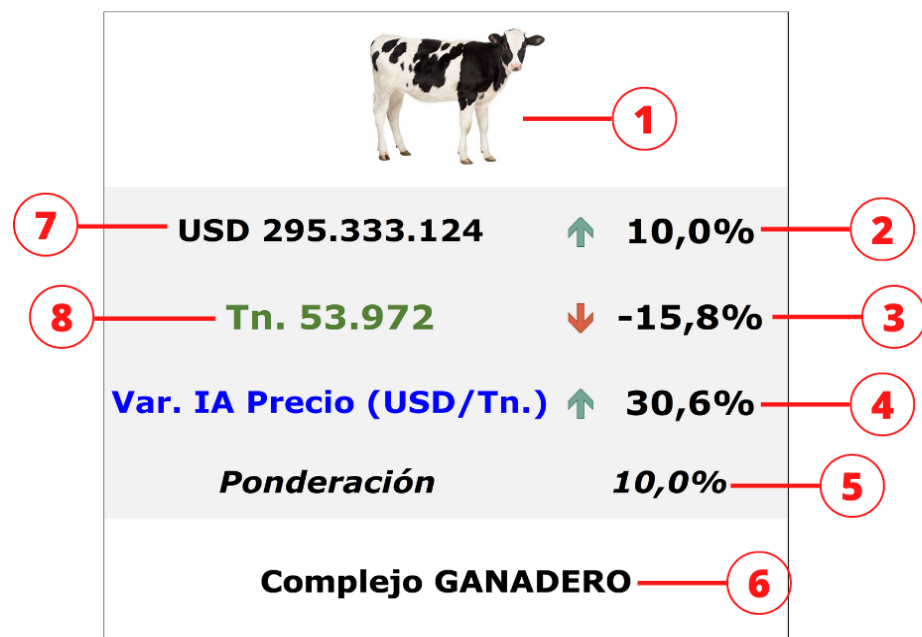 1
7 USD 295.333.124 10,0% 2
8 Tn. 53.972 -15,8% 3
Var. IA Precio (USD/Tn.) 30,6% 4
Ponderación 10,0% 5
Complejo GANADERO 6